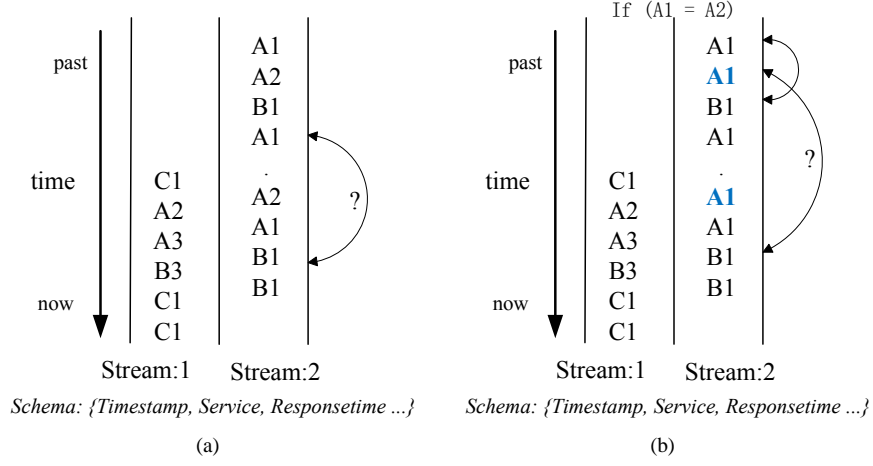 past
time
now
A1
A2
B1
A1
.
A2
A1
B1
B1
C1
A2
A3
B3
C1
C1
?
Stream:1 Stream:2
Schema: {Timestamp, Service, Responsetime ...}
(a)
If (A1 = A2)
past
time
now
A1
A1
B1
A1
.
A1
A1
B1
B1
C1
A2
A3
B3
C1
C1
?
Stream:1 Stream:2
Schema: {Timestamp, Service, Responsetime ...}
(b)